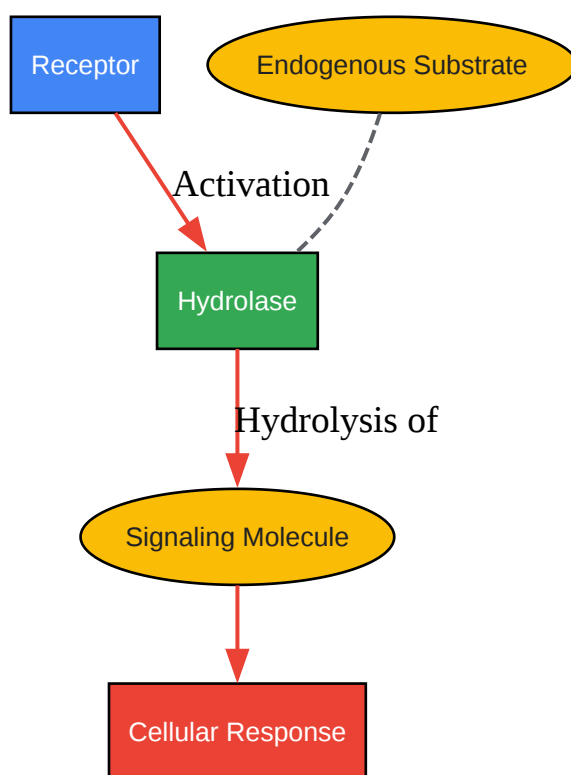 Receptor
Endogenous Substrate
Activation
Hydrolase
Hydrolysis of
Signaling Molecule
Cellular Response